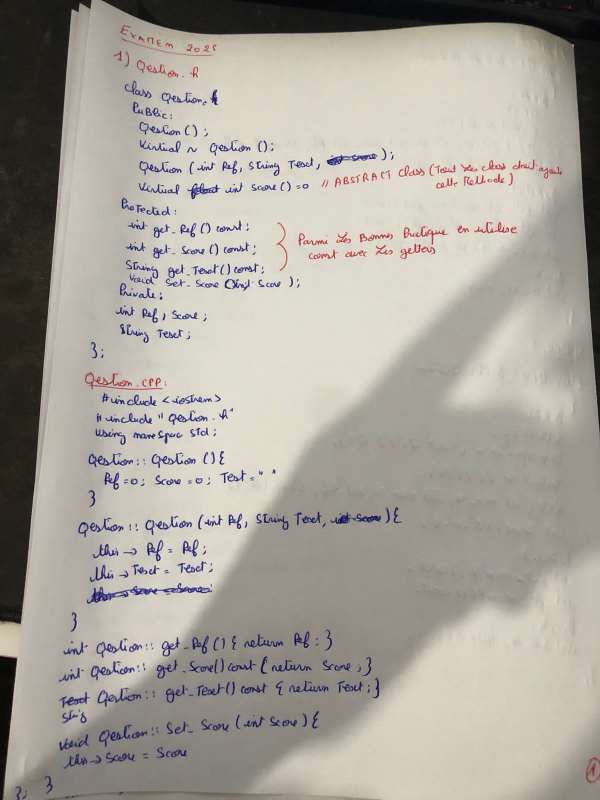 EXAMEN 2025
1) Qestion.h
class Qestion.h
Public:
Qestion();
Virtual ~ Qestion();
Qestion(int Ref, String Text, int score);
Virtual float int score()=0 // ABSTRACT class (Tout les class droit ajoute
cette Methode)
Protected:
int get_Ref() const;
int get_Score() const;
String get_Text() const;
Parmi Les Bonnes Pratique en utilise
const avec Les getters
void Set_Score (int Score);
Private:
int Ref, Score;
String Text;
};
Qestion.CPP:
#include <iostrem>
#include "Qestion.h"
using nameSpac Std;
Qestion:: Qestion (){
Ref=0; Score=0; Text=" "
}
Qestion:: Qestion(int Ref, String Text, int Score){
this-> Ref = Ref;
this-> Text = Text;
this-> Score = Score;
}
int Qestion:: get_Ref() { return Ref: }
int Qestion:: get_Score() const { return Score; }
Text Qestion:: get_Text() const { return Text; }
Strig
void Qestion:: Set_Score (int Score) {
this-> Score = Score
}; }
1